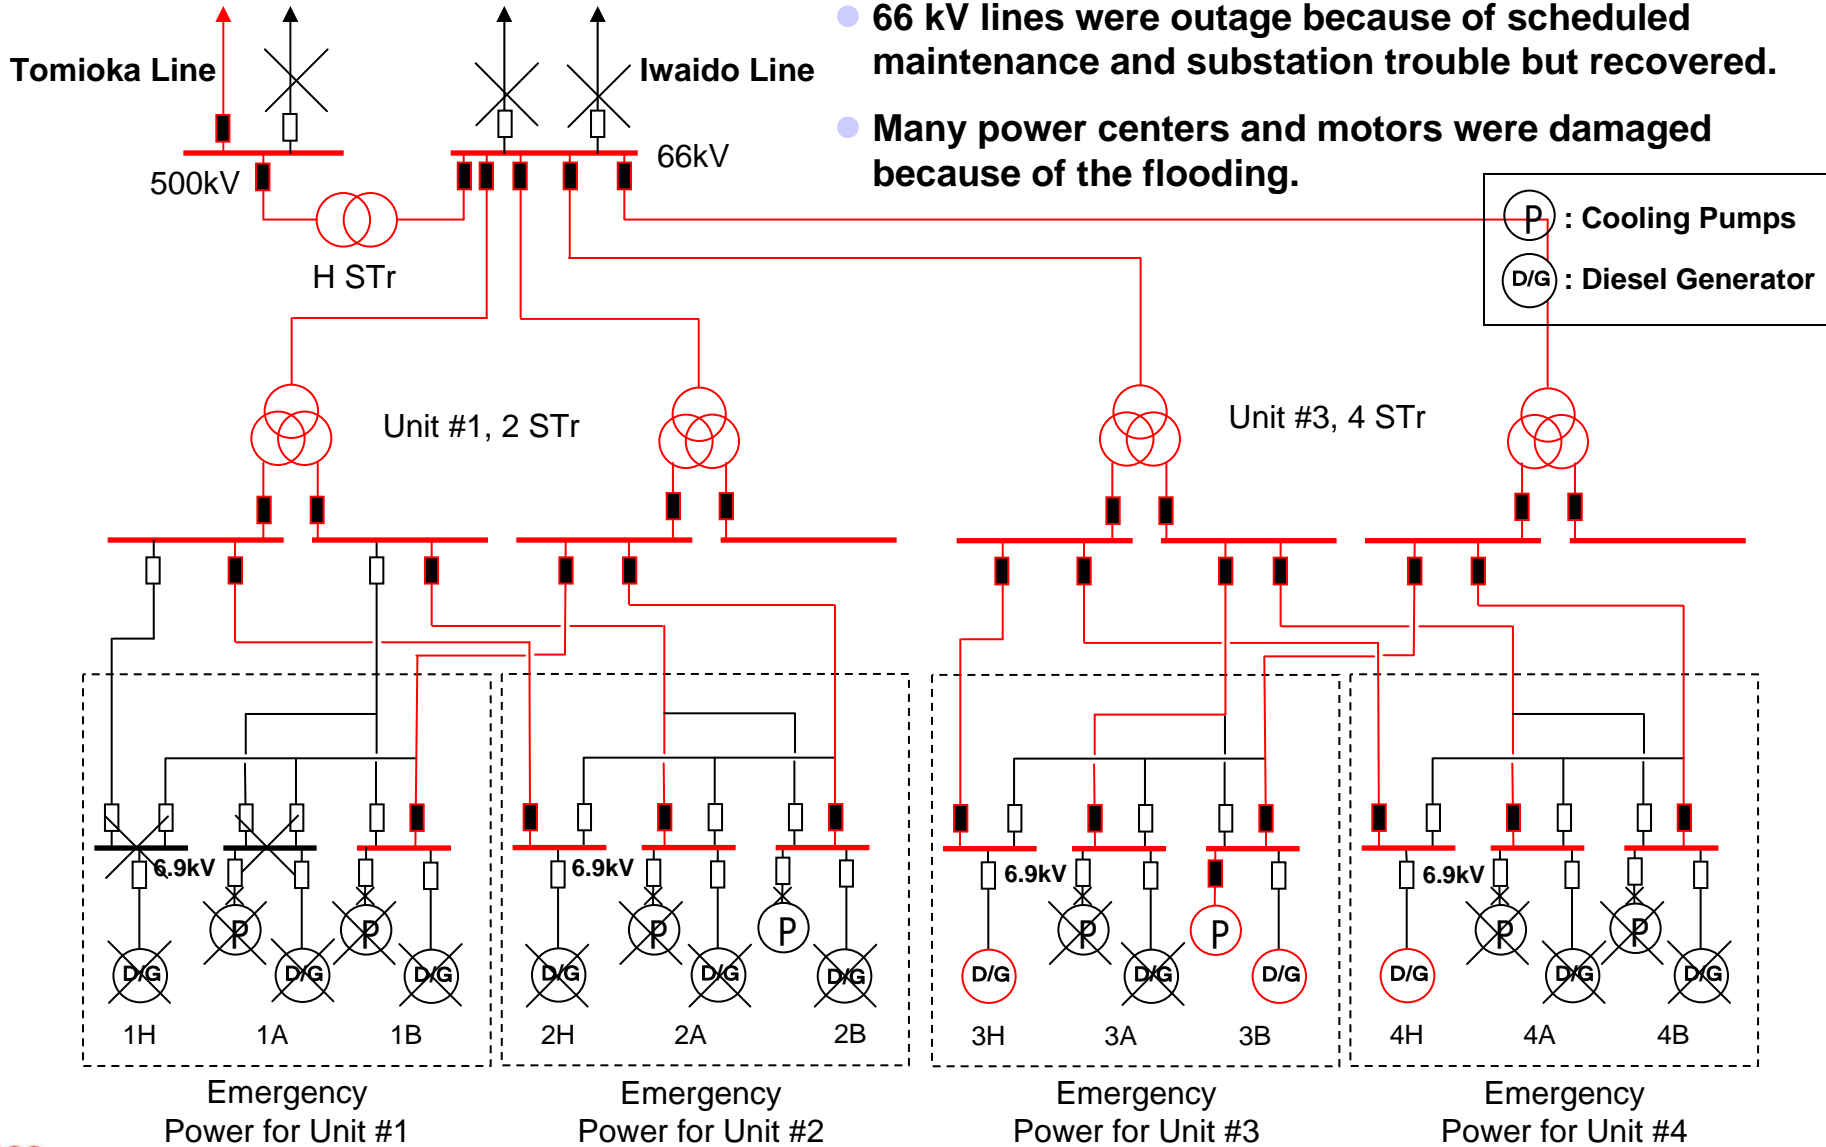 66 kV lines were outage because of scheduled
maintenance and substation trouble but recovered.
Many power centers and motors were damaged
because of the flooding.
Tomioka Line
Iwaido Line
500kV
66kV
H STr
P : Cooling Pumps
D/G : Diesel Generator
Unit #1, 2 STr
Unit #3, 4 STr
6.9kV
6.9kV
6.9kV
6.9kV
P P P P P P P P
D/G D/G D/G D/G D/G D/G D/G D/G D/G D/G D/G D/G
1H 1A 1B 2H 2A 2B 3H 3A 3B 4H 4A 4B
Emergency
Power for Unit #1
Emergency
Power for Unit #2
Emergency
Power for Unit #3
Emergency
Power for Unit #4